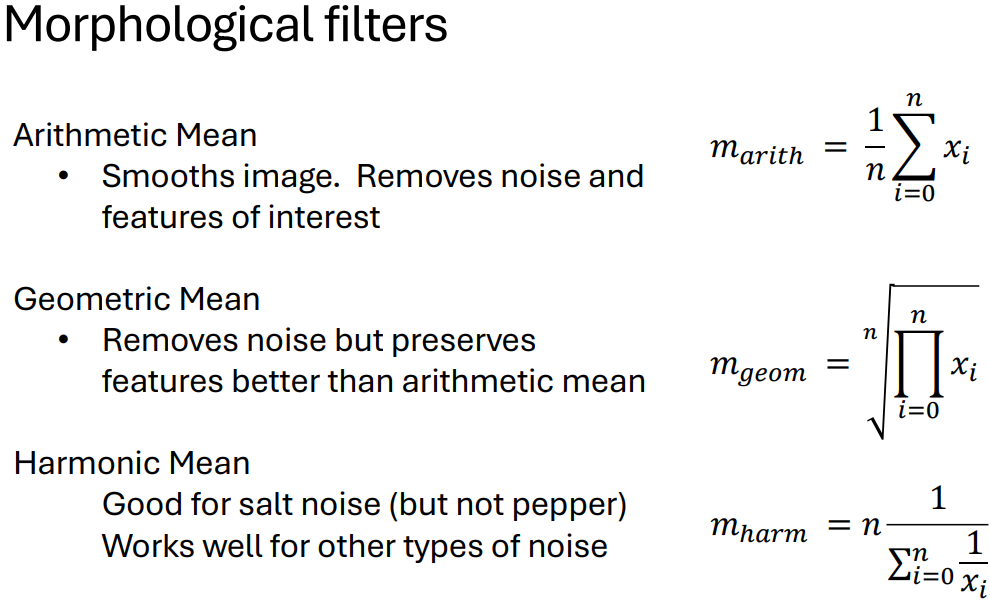 Morphological filters
Arithmetic Mean
• Smooths image.  Removes noise and
features of interest
m_{arith} = \frac{1}{n} \sum_{i=0}^{n} x_i
Geometric Mean
• Removes noise but preserves
features better than arithmetic mean
m_{geom} = \sqrt[n]{\prod_{i=0}^{n} x_i}
Harmonic Mean
Good for salt noise (but not pepper)
Works well for other types of noise
m_{harm} = n \frac{1}{\sum_{i=0}^{n} \frac{1}{x_i}}